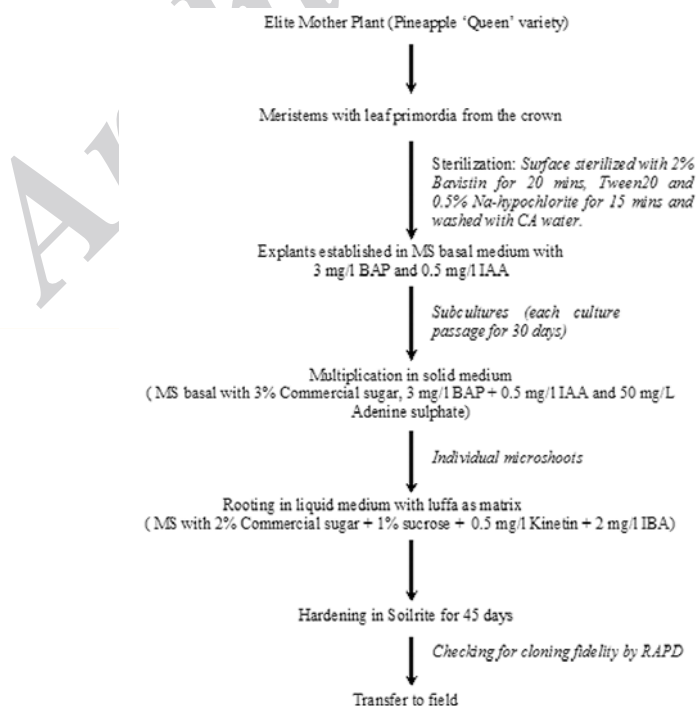 Elite Mother Plant (Pineapple ‘Queen’ variety)
Meristems with leaf primordia from the crown
Sterilization: Surface sterilized with 2%
Bavistin for 20 mins, Tween20 and
0.5% Na-hypochlorite for 15 mins and
washed with CA water.
Explants established in MS basal medium with
3 mg/l BAP and 0.5 mg/l IAA
Subcultures (each culture
passage for 30 days)
Multiplication in solid medium
( MS basal with 3% Commercial sugar, 3 mg/l BAP + 0.5 mg/l IAA and 50 mg/L
Adenine sulphate)
Individual microshoots
Rooting in liquid medium with luffa as matrix
( MS with 2% Commercial sugar + 1% sucrose + 0.5 mg/l Kinetin + 2 mg/l IBA)
Hardening in Soilrite for 45 days
Checking for cloning fidelity by RAPD
Transfer to field